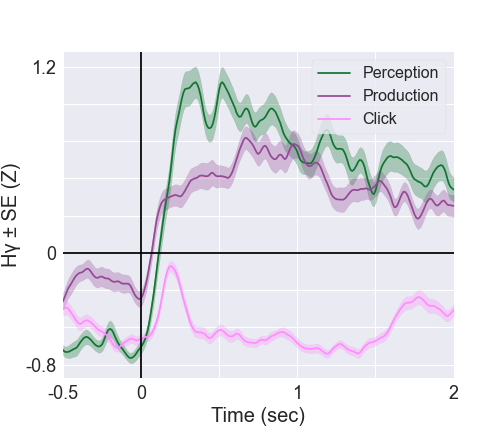 Perception
Production
Click
1.2
0
-0.8
Hγ ± SE (Z)
-0.5
0
1
2
Time (sec)